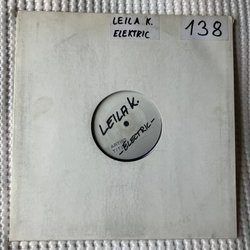 LEILA K.
ELEKTRIC
138
LEILA K.
ELECTRIC -